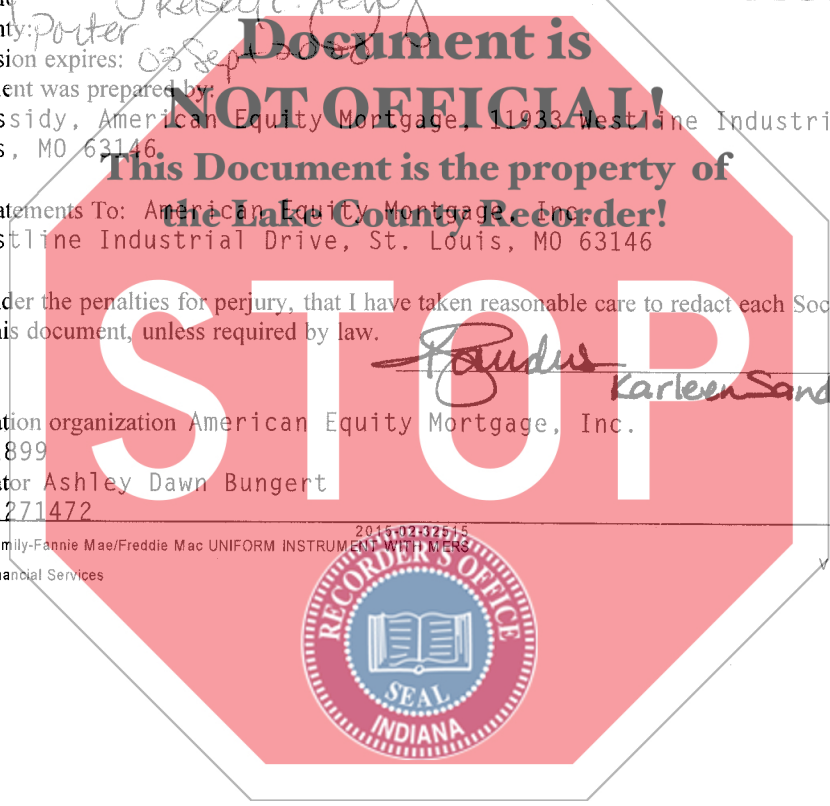 Kelsey C.
nty: Porter
sion expires: 03 Sept
Document is
ent was prepared by:
NOT OFFICIAL!
ssidy, American Equity Mortgage, 11933 Westline Industri
s, MO 63146
This Document is the property of
the Lake County Recorder!
atements To: American Equity Mortgage, Inc.
stline Industrial Drive, St. Louis, MO 63146
der the penalties for perjury, that I have taken reasonable care to redact each Soc
is document, unless required by law.
STOP
Karleen Sand
ation organization American Equity Mortgage, Inc.
899
ator Ashley Dawn Bungert
271472
2015-02-32515
mily-Fannie Mae/Freddie Mac UNIFORM INSTRUMENT WITH MERS
V
nancial Services
RECORDER'S OFFICE
SEAL
INDIANA